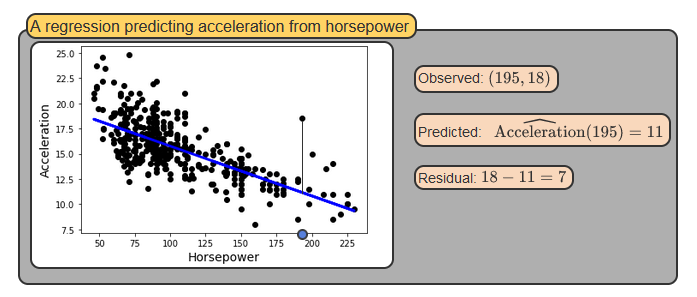 A regression predicting acceleration from horsepower
25.0
22.5
20.0
17.5
15.0
12.5
10.0
7.5
Acceleration
50 75 100 125 150 175 200 225
Horsepower
Observed: (195, 18)
Predicted: \widehat{Acceleration}(195) = 11
Residual: 18 − 11 = 7